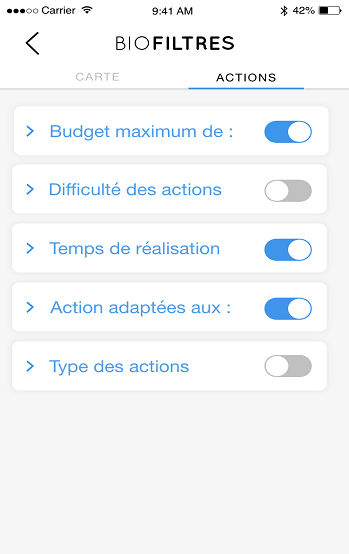 ●●●○○ Carrier 9:41 AM 42%
BIOFILTRES
CARTE ACTIONS
Budget maximum de :
Difficulté des actions
Temps de réalisation
Action adaptées aux :
Type des actions